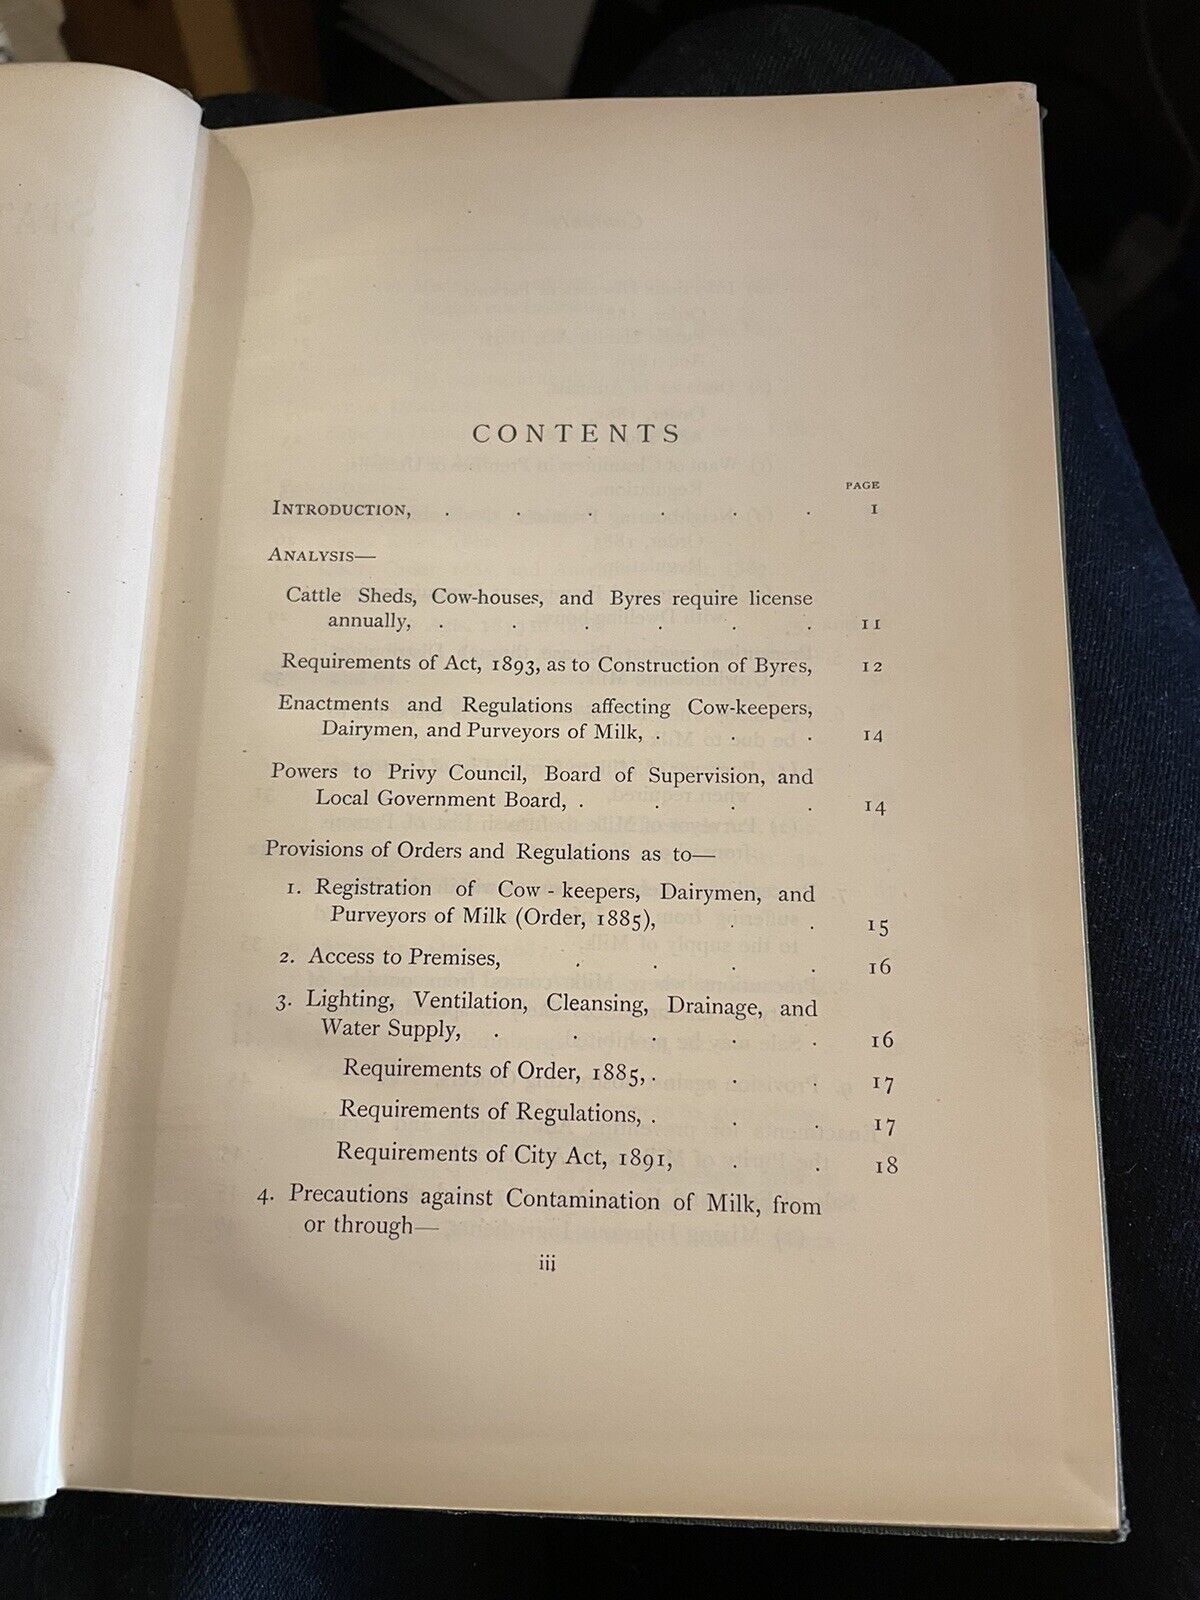 CONTENTS
PAGE
INTRODUCTION, . . . . . . 1
ANALYSIS—
Cattle Sheds, Cow-houses, and Byres require license
annually, . . . . . . 11
Requirements of Act, 1893, as to Construction of Byres, 12
Enactments and Regulations affecting Cow-keepers,
Dairymen, and Purveyors of Milk, . . . 14
Powers to Privy Council, Board of Supervision, and
Local Government Board, . . . . 14
Provisions of Orders and Regulations as to—
1. Registration of Cow-keepers, Dairymen, and
Purveyors of Milk (Order, 1885), . . 15
2. Access to Premises, . . . . 16
3. Lighting, Ventilation, Cleansing, Drainage, and
Water Supply, . . . . . 16
Requirements of Order, 1885, . . . 17
Requirements of Regulations, . . . 17
Requirements of City Act, 1891, . . 18
4. Precautions against Contamination of Milk, from
or through—
iii